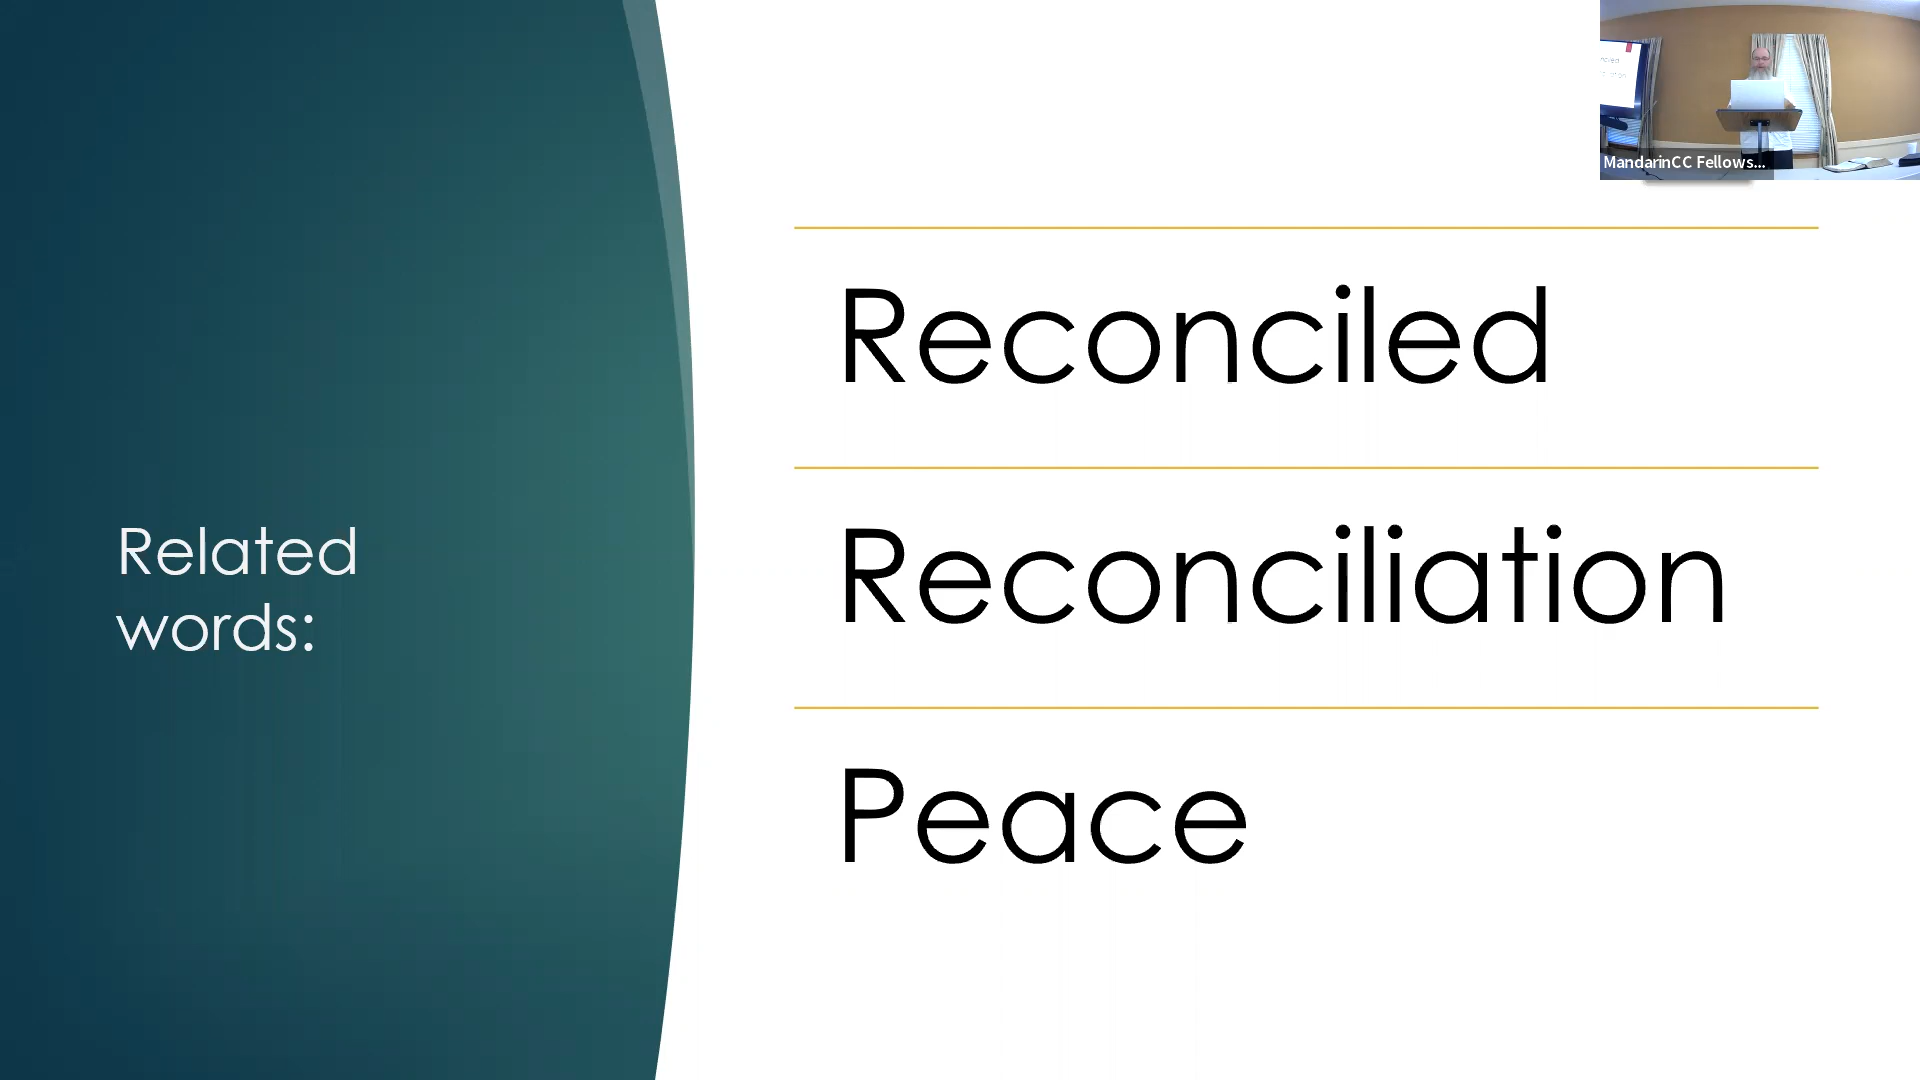 MandarinCC Fellows...
Reconciled
Reconciliation
Peace
Related
words: